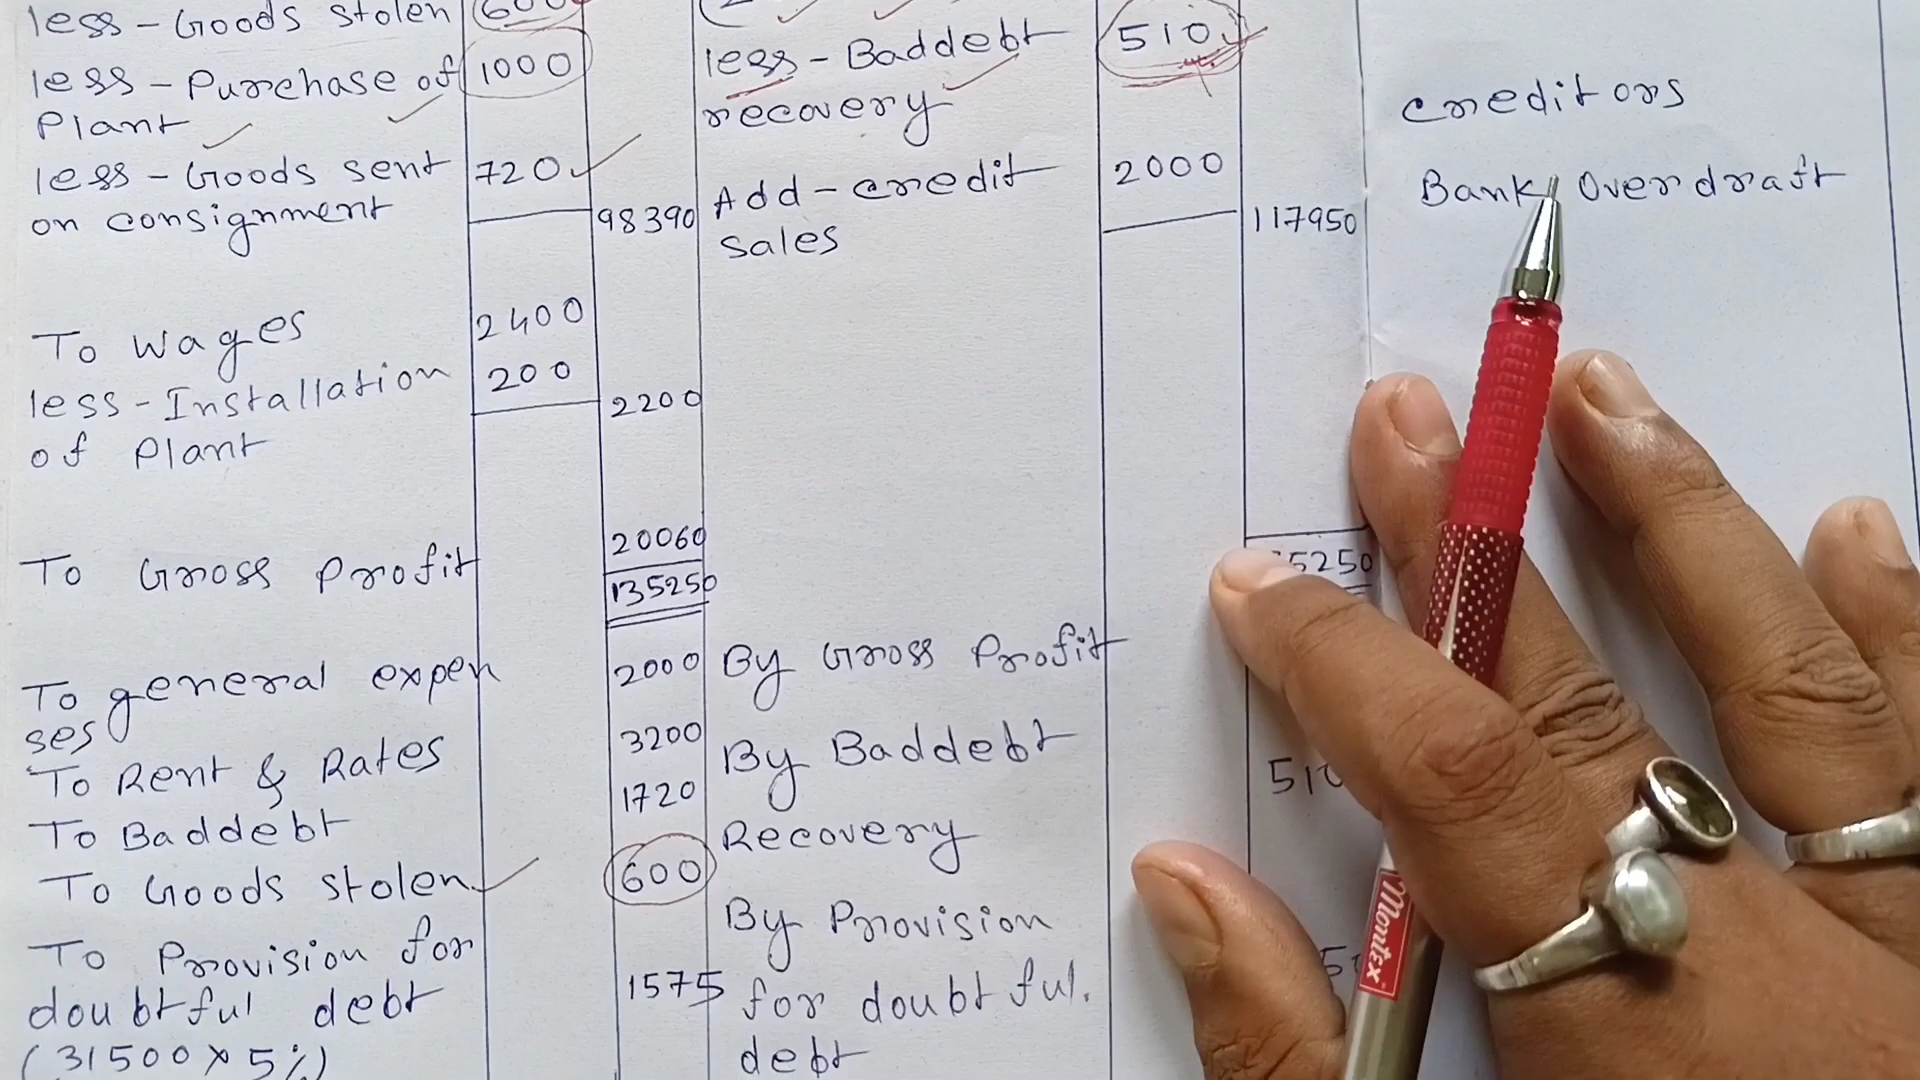 less - Goods stolen
less - Purchase of 1000
Plant
less - Goods sent 720
on consignment 98390
To wages 2400
less - Installation 200
of Plant 2200
To Gross Profit 20060
135250
To general expen 2000
ses
To Rent & Rates 3200
To Baddebt 1720
To Goods stolen 600
To Provision for
doubtful debt 1575
(31500 x 5%)
less - Baddebt 510
recovery
Add - credit 2000
sales 117950
By Gross Profit
By Baddebt
Recovery
By Provision
for doubtful.
debt
creditors
Bank Overdraft
Montex